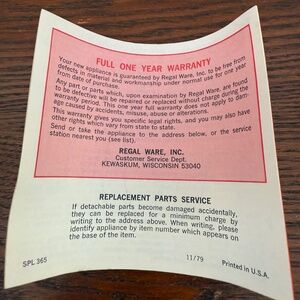 FULL ONE YEAR WARRANTY
Your new appliance is guaranteed by Regal Ware, Inc. to be free from
defects in material and workmanship under normal use for one year
from date of purchase.
Any part or parts which, upon examination by Regal Ware, are found
to be defective will be repaired or replaced without charge during the
warranty period. This one year full warranty does not apply to dam-
age caused by accidents, misuse, abuse or alterations.
This warranty gives you specific legal rights, and you may also have
other rights which vary from state to state.
Send or take the appliance to the address below, or the service
station nearest you (see list).
REGAL WARE, INC.
Customer Service Dept.
KEWASKUM, WISCONSIN 53040
REPLACEMENT PARTS SERVICE
If detachable parts become damaged accidentally,
they can be replaced for a minimum charge by
writing to the address above. When writing, please
identify appliance by item number which appears on
the base of the item.
SPL 365
11/79
Printed in U.S.A.